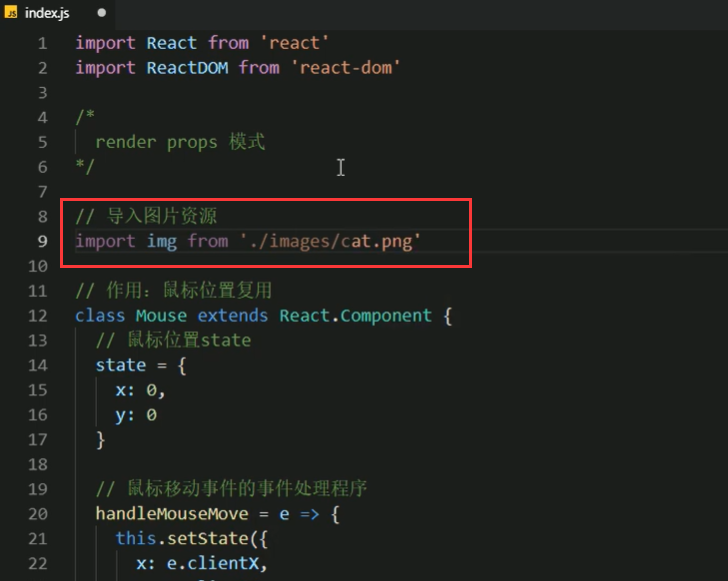 JS index.js
1 import React from 'react'
2 import ReactDOM from 'react-dom'
3
4 /*
5 render props 模式
6 */
7
8 // 导入图片资源
9 import img from './images/cat.png'
10
11 // 作用：鼠标位置复用
12 class Mouse extends React.Component {
13 // 鼠标位置state
14 state = {
15 x: 0,
16 y: 0
17 }
18
19 // 鼠标移动事件的事件处理程序
20 handleMouseMove = e => {
21 this.setState({
22 x: e.clientX,